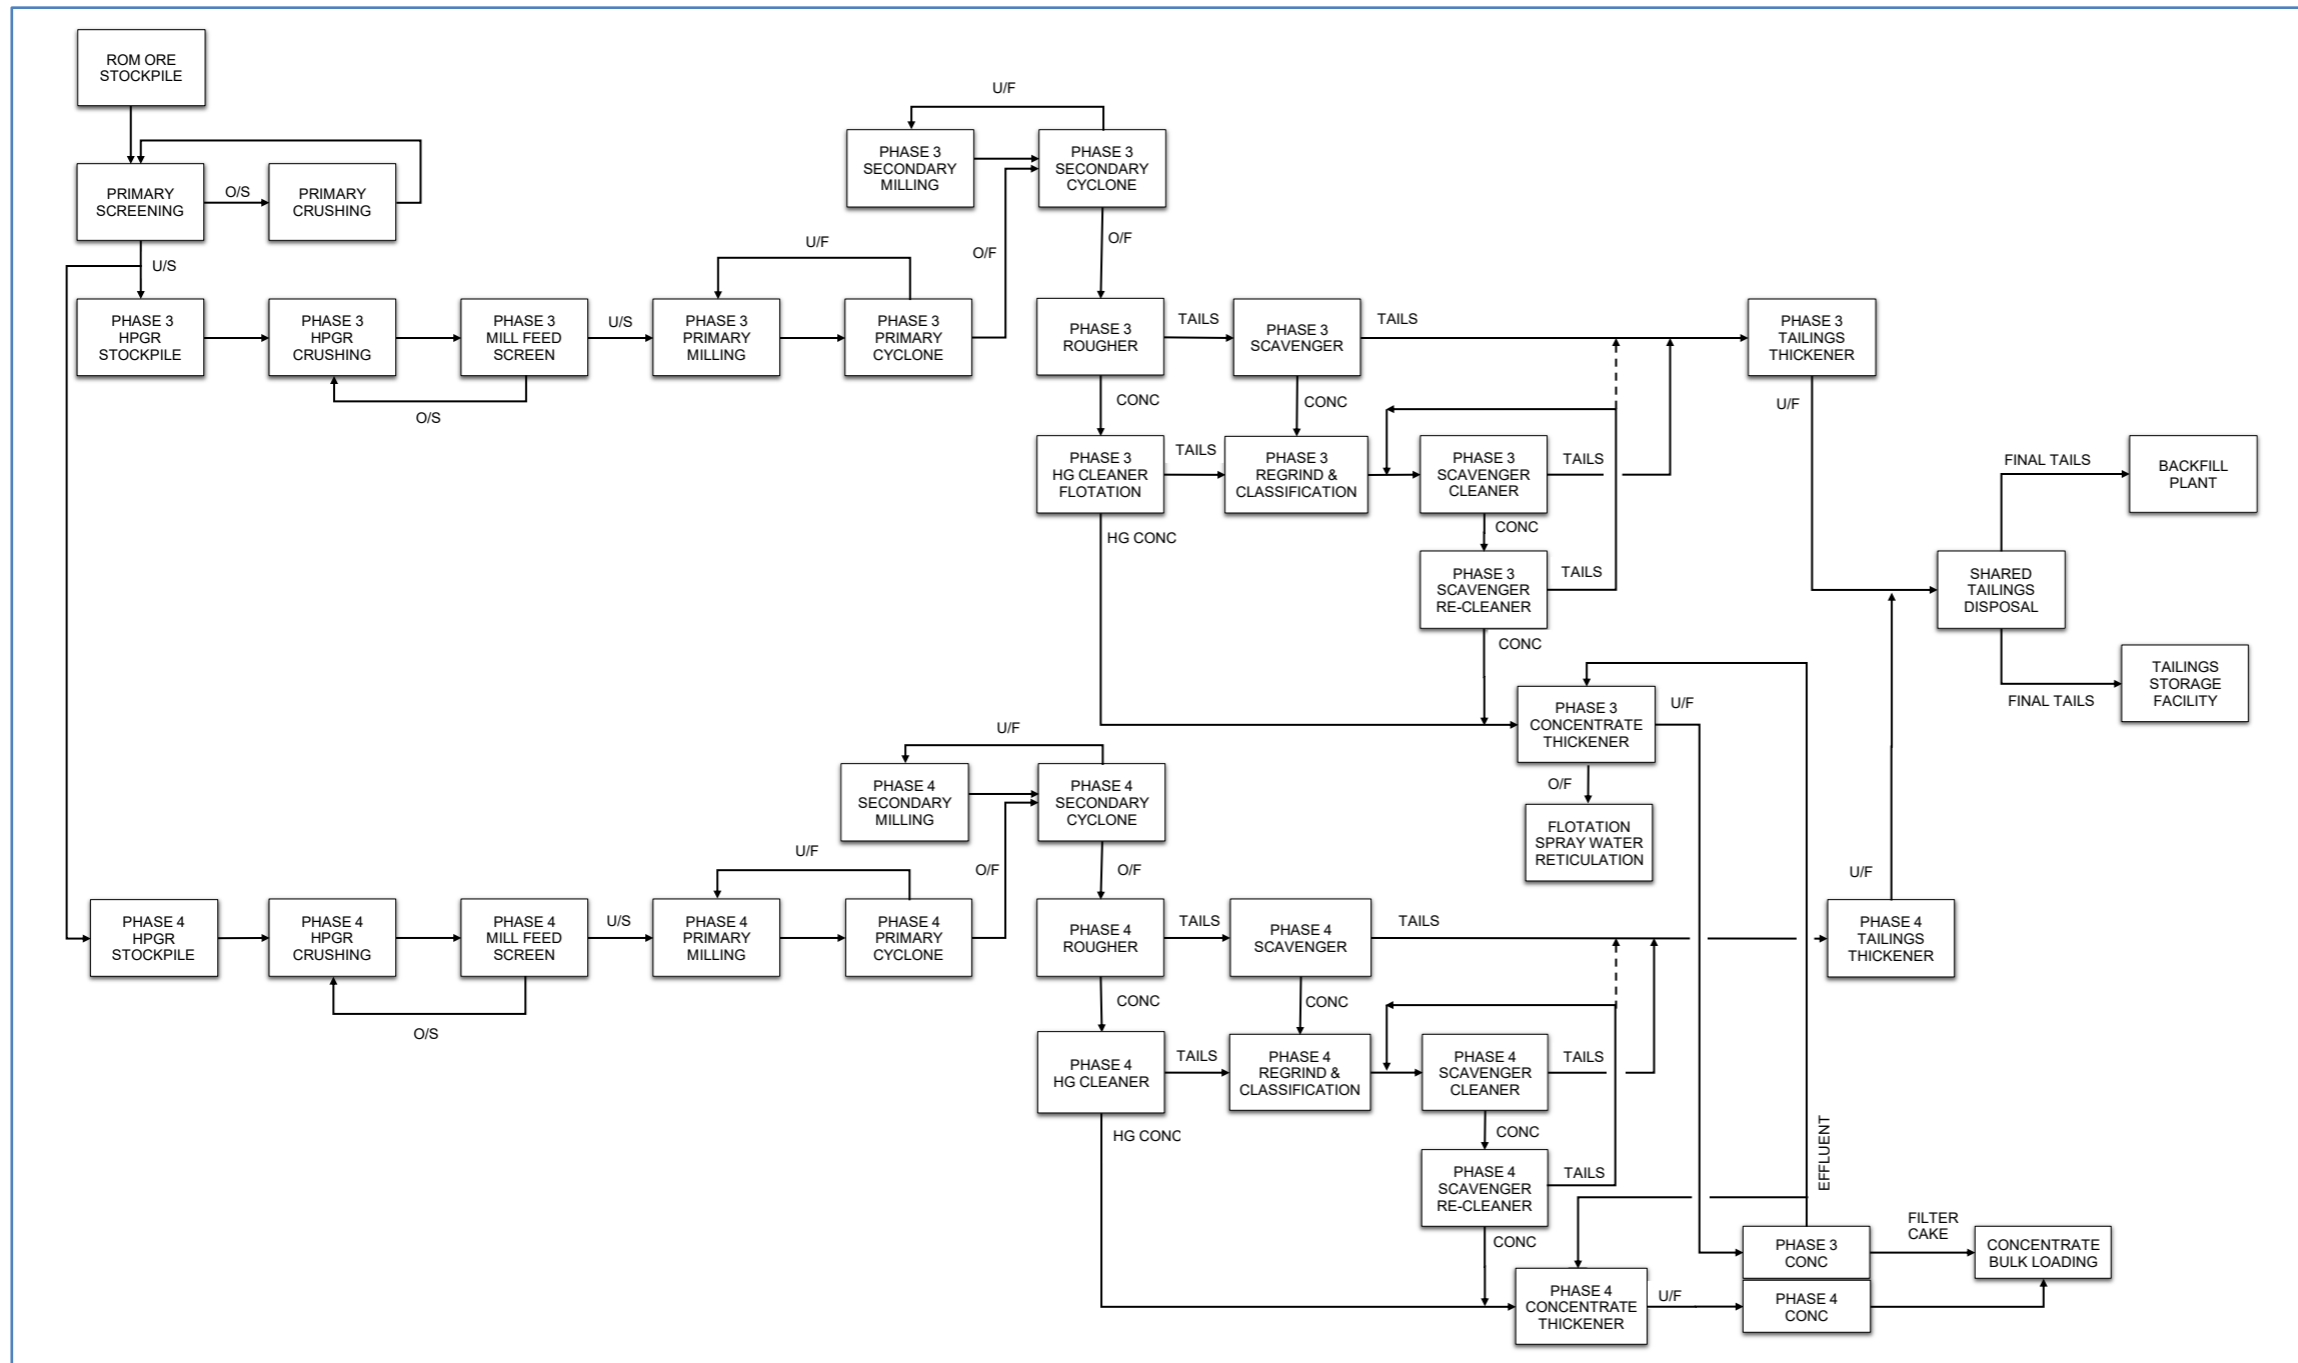 ROM ORE
STOCKPILE
PRIMARY
SCREENING
O/S
PRIMARY
CRUSHING
U/S
PHASE 3
HPGR
STOCKPILE
PHASE 3
HPGR
CRUSHING
PHASE 3
MILL FEED
SCREEN
O/S
U/S
PHASE 3
PRIMARY
MILLING
U/F
PHASE 3
PRIMARY
CYCLONE
O/F
U/F
PHASE 3
SECONDARY
MILLING
PHASE 3
SECONDARY
CYCLONE
O/F
PHASE 3
ROUGHER
TAILS
PHASE 3
SCAVENGER
TAILS
PHASE 3
TAILINGS
THICKENER
U/F
CONC
CONC
PHASE 3
HG CLEANER
FLOTATION
TAILS
PHASE 3
REGRIND &
CLASSIFICATION
PHASE 3
SCAVENGER
CLEANER
TAILS
HG CONC
CONC
PHASE 3
SCAVENGER
RE-CLEANER
TAILS
CONC
FINAL TAILS
BACKFILL
PLANT
SHARED
TAILINGS
DISPOSAL
FINAL TAILS
TAILINGS
STORAGE
FACILITY
PHASE 3
CONCENTRATE
THICKENER
U/F
O/F
FLOTATION
SPRAY WATER
RETICULATION
U/F
PHASE 4
SECONDARY
MILLING
PHASE 4
SECONDARY
CYCLONE
O/F
U/F
O/F
PHASE 4
HPGR
STOCKPILE
PHASE 4
HPGR
CRUSHING
PHASE 4
MILL FEED
SCREEN
O/S
U/S
PHASE 4
PRIMARY
MILLING
PHASE 4
PRIMARY
CYCLONE
PHASE 4
ROUGHER
TAILS
PHASE 4
SCAVENGER
TAILS
U/F
PHASE 4
TAILINGS
THICKENER
CONC
CONC
PHASE 4
HG CLEANER
TAILS
PHASE 4
REGRIND &
CLASSIFICATION
PHASE 4
SCAVENGER
CLEANER
TAILS
HG CONC
CONC
PHASE 4
SCAVENGER
RE-CLEANER
TAILS
CONC
EFFLUENT
PHASE 4
CONCENTRATE
THICKENER
U/F
PHASE 3
CONC
PHASE 4
CONC
FILTER
CAKE
CONCENTRATE
BULK LOADING